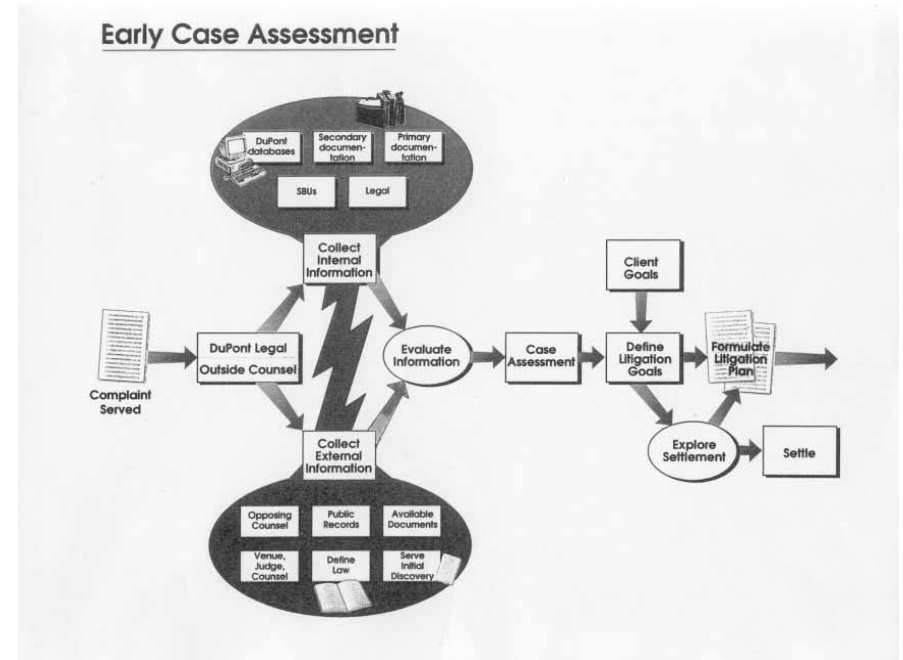 Early Case Assessment
DuPont
databases
Secondary
documen-
tation
Primary
documen-
tation
SBUs
Legal
Collect
Internal
Information
Client
Goals
DuPont Legal
Outside Counsel
Evaluate
Information
Case
Assessment
Define
Litigation
Goals
Formulate
Litigation
Plan
Complaint
Served
Collect
External
Information
Explore
Settlement
Settle
Opposing
Counsel
Public
Records
Available
Documents
Venue,
Judge,
Counsel
Define
Law
Serve
Initial
Discovery